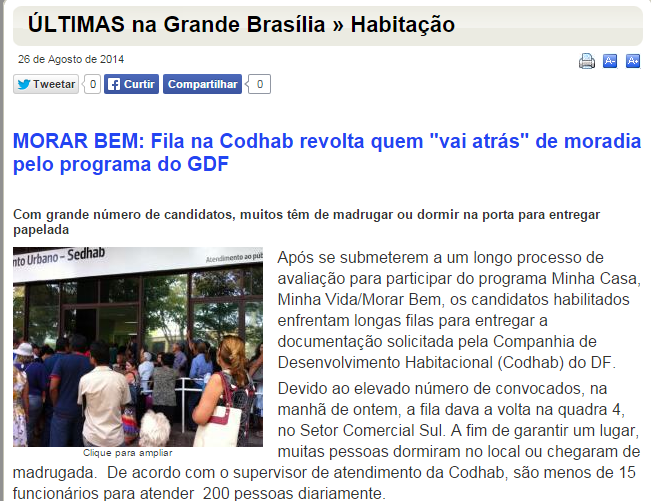 ÚLTIMAS na Grande Brasília » Habitação
26 de Agosto de 2014
A- A+
Tweetar 0 Curtir Compartilhar 0
MORAR BEM: Fila na Codhab revolta quem "vai atrás" de moradia
pelo programa do GDF
Com grande número de candidatos, muitos têm de madrugar ou dormir na porta para entregar
papelada
nto Urbano – Sedhab
Atendimento ao púb
Clique para ampliar
Após se submeterem a um longo processo de
avaliação para participar do programa Minha Casa,
Minha Vida/Morar Bem, os candidatos habilitados
enfrentam longas filas para entregar a
documentação solicitada pela Companhia de
Desenvolvimento Habitacional (Codhab) do DF.
Devido ao elevado número de convocados, na
manhã de ontem, a fila dava a volta na quadra 4,
no Setor Comercial Sul. A fim de garantir um lugar,
muitas pessoas dormiram no local ou chegaram de
madrugada. De acordo com o supervisor de atendimento da Codhab, são menos de 15
funcionários para atender 200 pessoas diariamente.